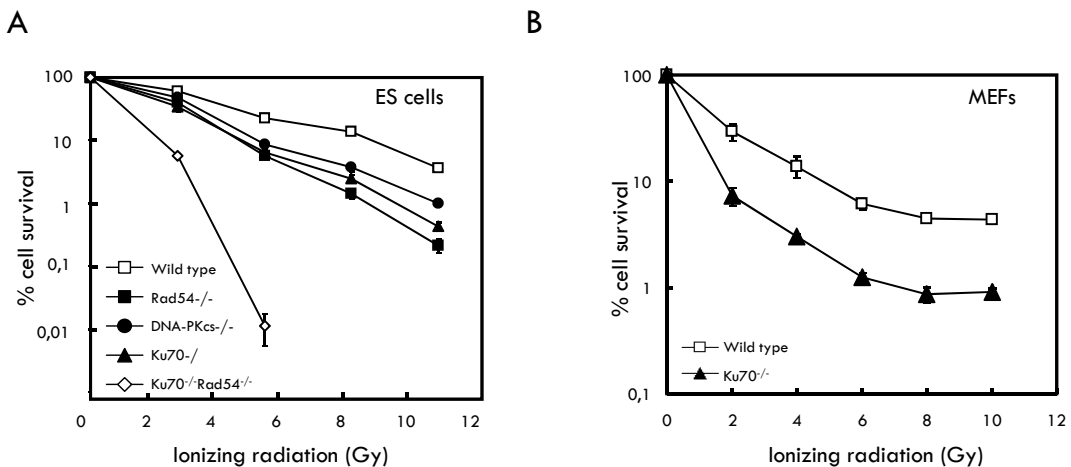 A
% cell survival
100
10
1
0,1
0,01
ES cells
Wild type
Rad54-/-
DNA-PKcs-/-
Ku70-/
Ku70-/-Rad54-/-
0 2 4 6 8 10 12
Ionizing radiation (Gy)
B
% cell survival
100
10
1
0,1
MEFs
Wild type
Ku70-/-
0 2 4 6 8 10 12
Ionizing radiation (Gy)